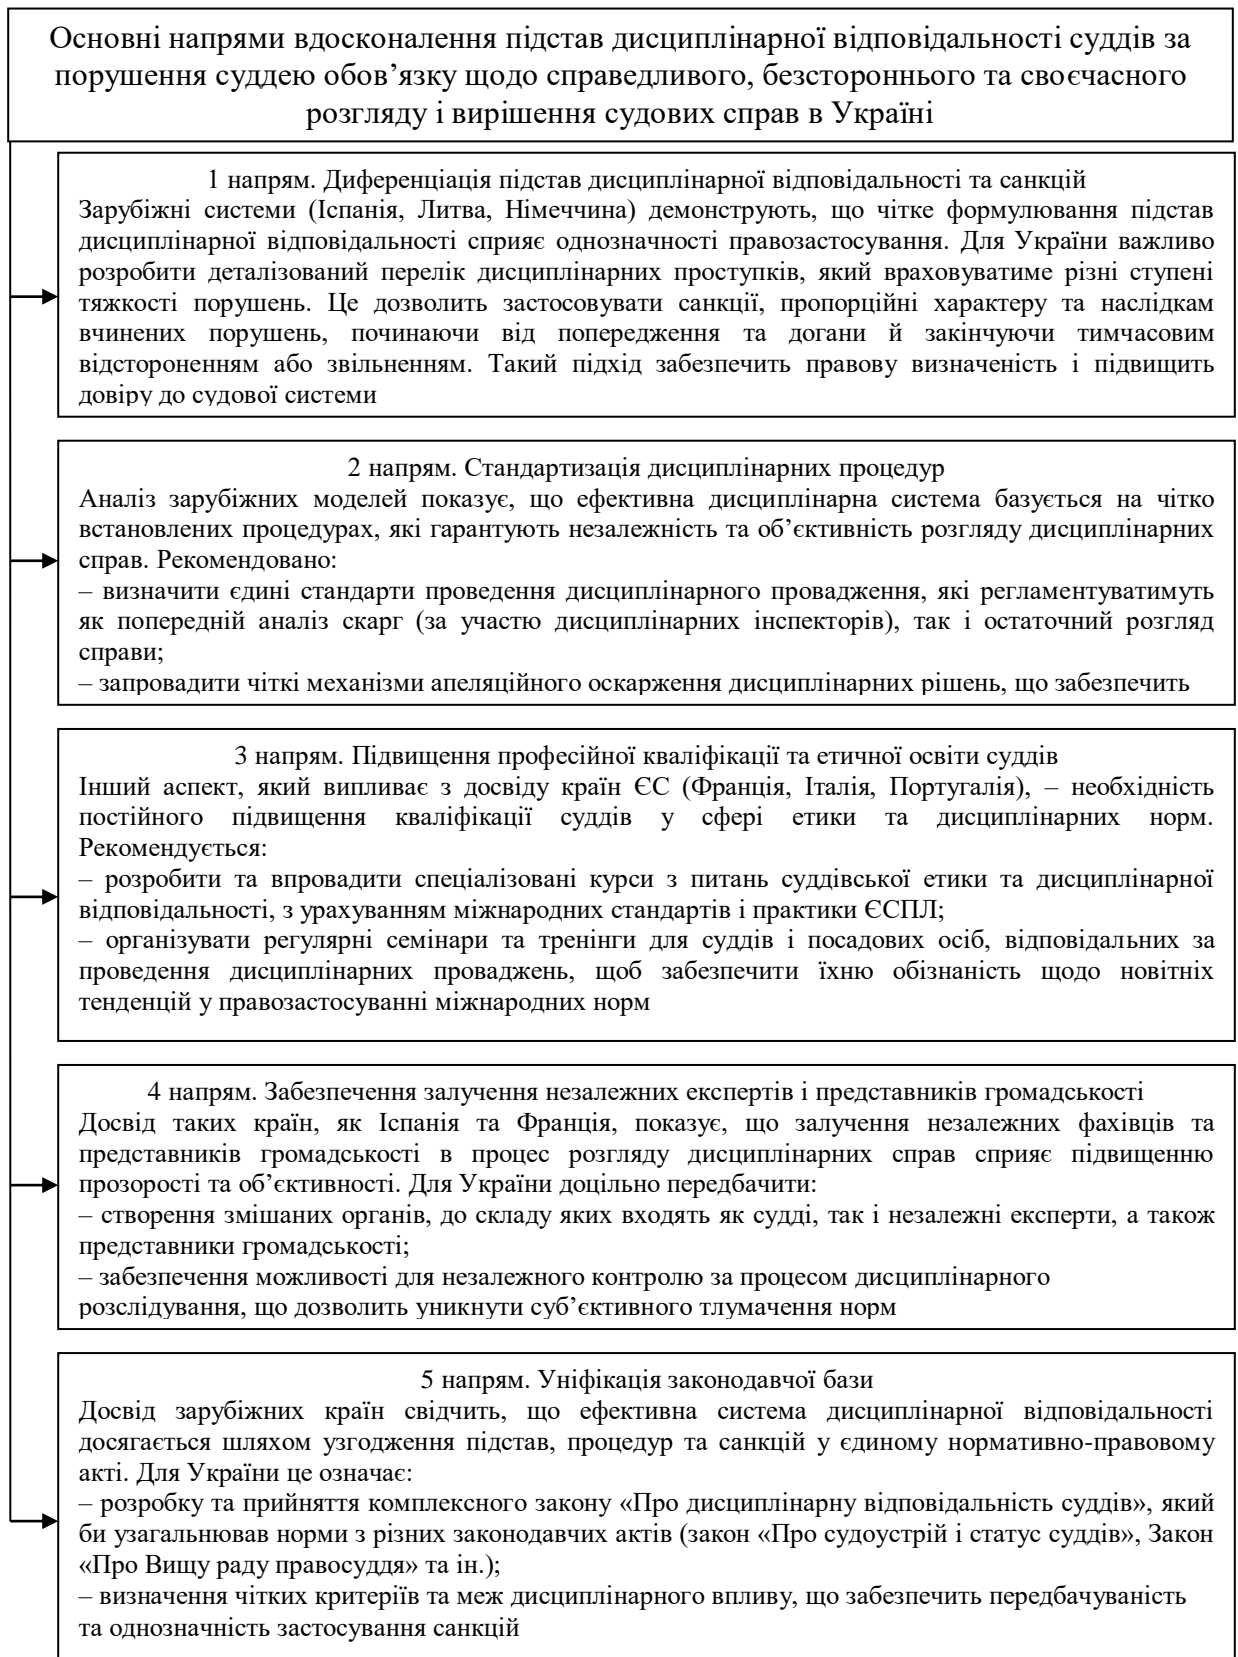 Основні напрями вдосконалення підстав дисциплінарної відповідальності суддів за
порушення суддею обов’язку щодо справедливого, безстороннього та своєчасного
розгляду і вирішення судових справ в Україні
1 напрям. Диференціація підстав дисциплінарної відповідальності та санкцій
Зарубіжні системи (Іспанія, Литва, Німеччина) демонструють, що чітке формулювання підстав
дисциплінарної відповідальності сприяє однозначності правозастосування. Для України важливо
розробити деталізований перелік дисциплінарних проступків, який враховуватиме різні ступені
тяжкості порушень. Це дозволить застосовувати санкції, пропорційні характеру та наслідкам
вчинених порушень, починаючи від попередження та догани й закінчуючи тимчасовим
відстороненням або звільненням. Такий підхід забезпечить правову визначеність і підвищить
довіру до судової системи
2 напрям. Стандартизація дисциплінарних процедур
Аналіз зарубіжних моделей показує, що ефективна дисциплінарна система базується на чітко
встановлених процедурах, які гарантують незалежність та об’єктивність розгляду дисциплінарних
справ. Рекомендовано:
– визначити єдині стандарти проведення дисциплінарного провадження, які регламентуватимуть
як попередній аналіз скарг (за участю дисциплінарних інспекторів), так і остаточний розгляд
справи;
– запровадити чіткі механізми апеляційного оскарження дисциплінарних рішень, що забезпечить
3 напрям. Підвищення професійної кваліфікації та етичної освіти суддів
Інший аспект, який випливає з досвіду країн ЄС (Франція, Італія, Португалія), – необхідність
постійного підвищення кваліфікації суддів у сфері етики та дисциплінарних норм.
Рекомендується:
– розробити та впровадити спеціалізовані курси з питань суддівської етики та дисциплінарної
відповідальності, з урахуванням міжнародних стандартів і практики ЄСПЛ;
– організувати регулярні семінари та тренінги для суддів і посадових осіб, відповідальних за
проведення дисциплінарних проваджень, щоб забезпечити їхню обізнаність щодо новітніх
тенденцій у правозастосуванні міжнародних норм
4 напрям. Забезпечення залучення незалежних експертів і представників громадськості
Досвід таких країн, як Іспанія та Франція, показує, що залучення незалежних фахівців та
представників громадськості в процес розгляду дисциплінарних справ сприяє підвищенню
прозорості та об’єктивності. Для України доцільно передбачити:
– створення змішаних органів, до складу яких входять як судді, так і незалежні експерти, а також
представники громадськості;
– забезпечення можливості для незалежного контролю за процесом дисциплінарного
розслідування, що дозволить уникнути суб’єктивного тлумачення норм
5 напрям. Уніфікація законодавчої бази
Досвід зарубіжних країн свідчить, що ефективна система дисциплінарної відповідальності
досягається шляхом узгодження підстав, процедур та санкцій у єдиному нормативно-правовому
акті. Для України це означає:
– розробку та прийняття комплексного закону «Про дисциплінарну відповідальність суддів», який
би узагальнював норми з різних законодавчих актів (закон «Про судоустрій і статус суддів», Закон
«Про Вищу раду правосуддя» та ін.);
– визначення чітких критеріїв та меж дисциплінарного впливу, що забезпечить передбачуваність
та однозначність застосування санкцій